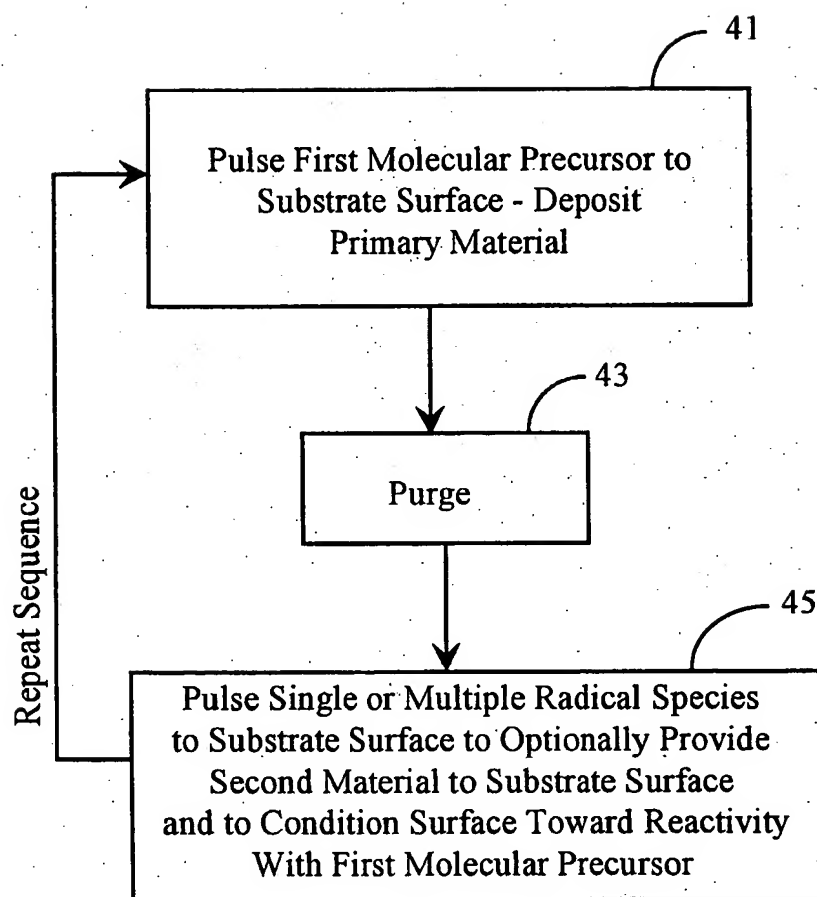 41
Pulse First Molecular Precursor to
Substrate Surface - Deposit
Primary Material
43
Purge
45
Pulse Single or Multiple Radical Species
to Substrate Surface to Optionally Provide
Second Material to Substrate Surface
and to Condition Surface Toward Reactivity
With First Molecular Precursor
Repeat Sequence